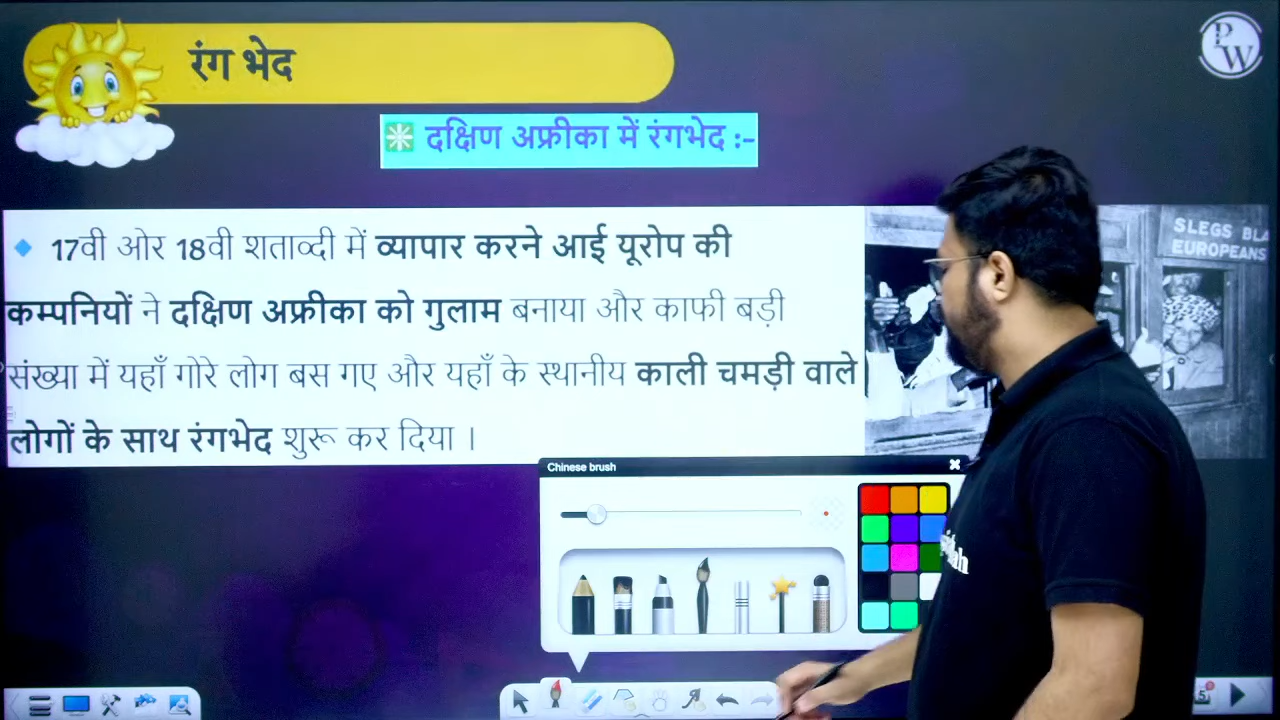 रंग भेद
PW
दक्षिण अफ्रीका में रंगभेद :-
17वी ओर 18वी शताव्दी में व्यापार करने आई यूरोप की
कम्पनियों ने दक्षिण अफ्रीका को गुलाम बनाया और काफी बड़ी
संख्या में यहाँ गोरे लोग बस गए और यहाँ के स्थानीय काली चमड़ी वाले
लोगों के साथ रंगभेद शुरू कर दिया ।
SLEGS BLA
EUROPEANS
Chinese brush